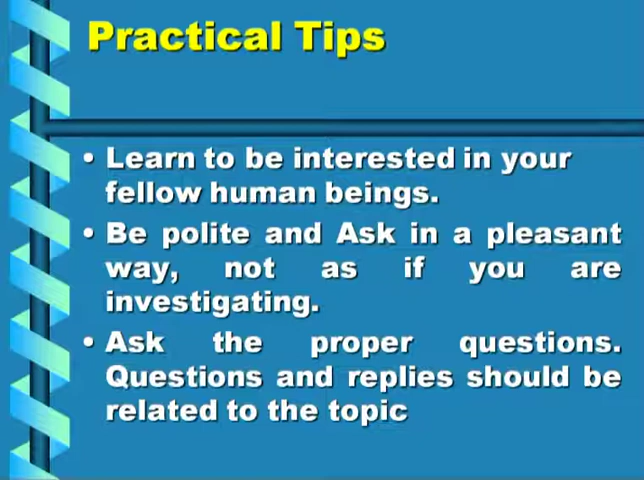 Practical Tips
• Learn to be interested in your
fellow human beings.
• Be polite and Ask in a pleasant
way, not as if you are
investigating.
• Ask the proper questions.
Questions and replies should be
related to the topic